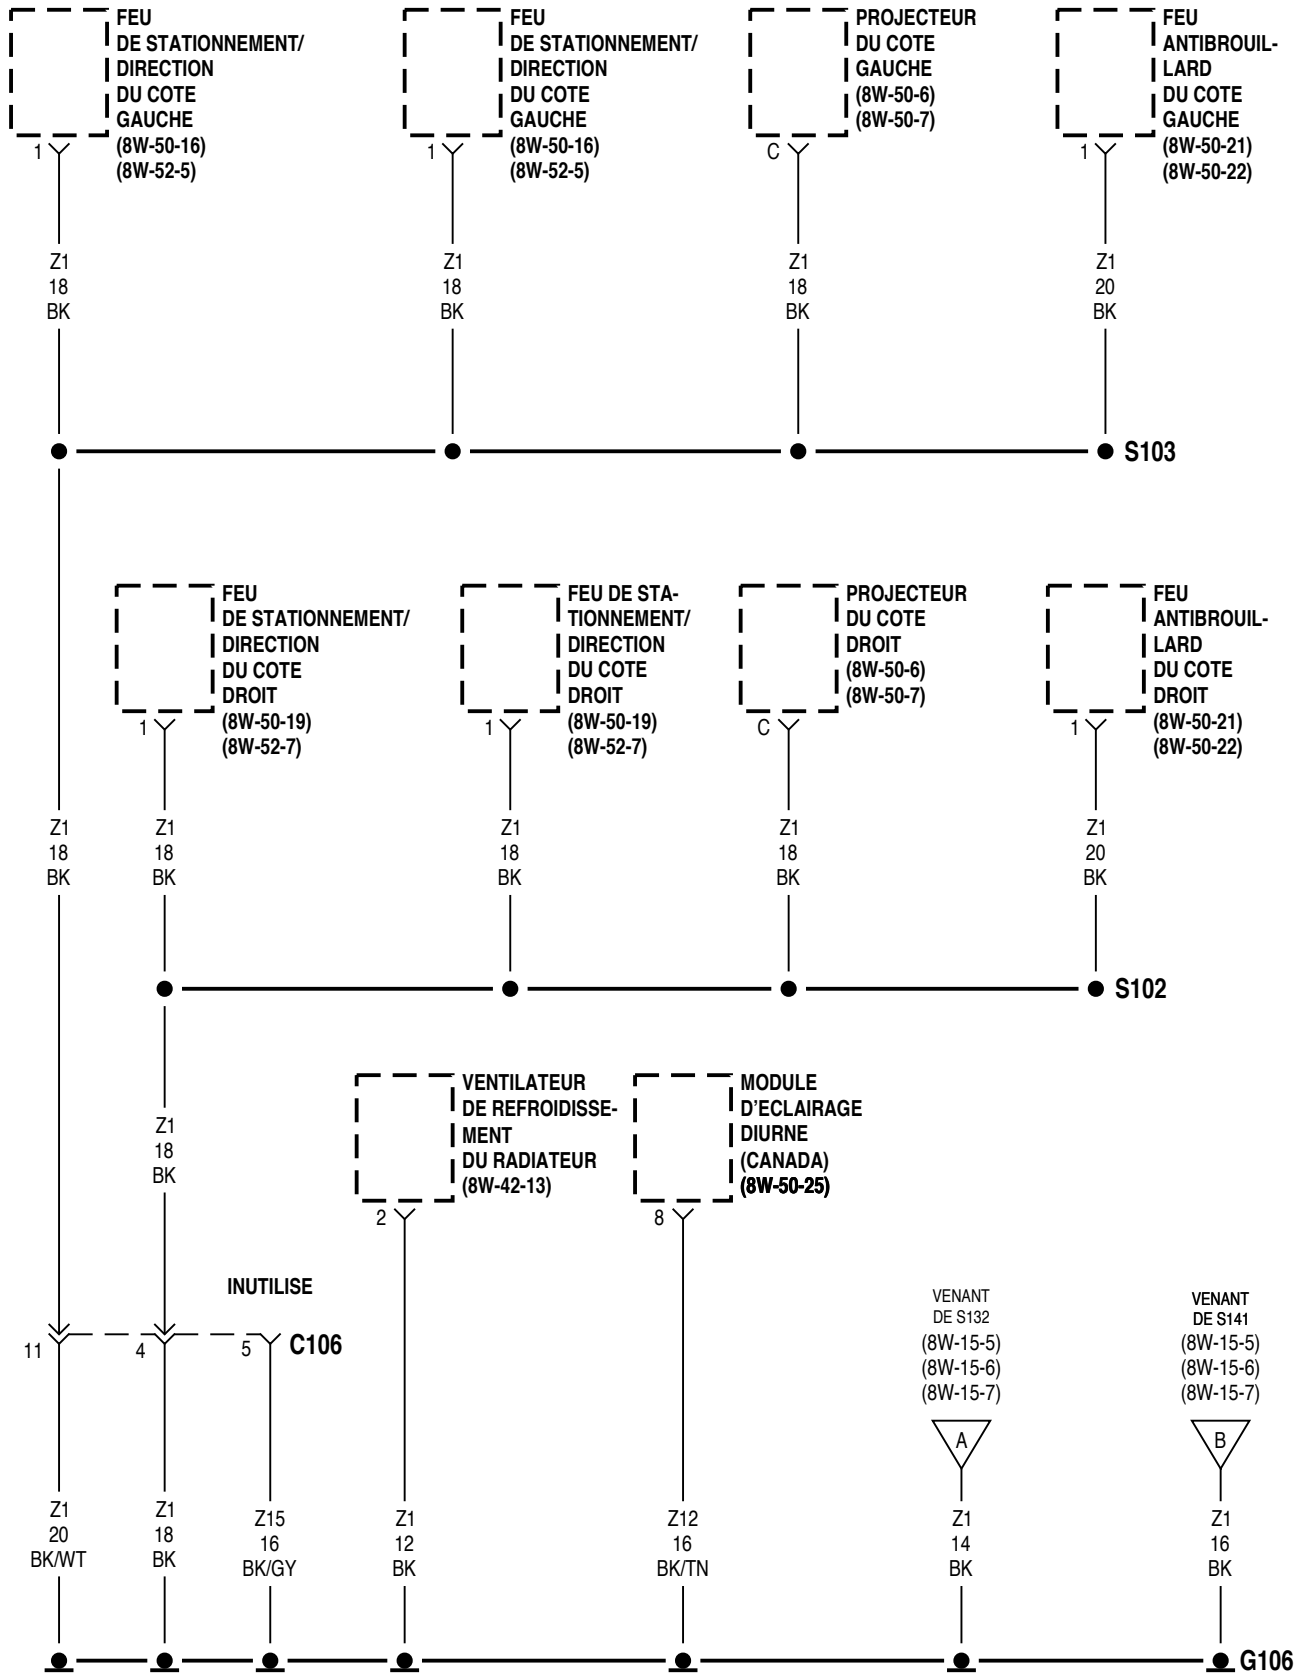 FEU
DE STATIONNEMENT/
DIRECTION
DU COTE
GAUCHE
(8W-50-16)
(8W-52-5)
1
FEU
DE STATIONNEMENT/
DIRECTION
DU COTE
GAUCHE
(8W-50-16)
(8W-52-5)
1
PROJECTEUR
DU COTE
GAUCHE
(8W-50-6)
(8W-50-7)
C
FEU
ANTIBROUIL-
LARD
DU COTE
GAUCHE
(8W-50-21)
(8W-50-22)
1
Z1
18
BK
Z1
18
BK
Z1
18
BK
Z1
20
BK
S103
FEU
DE STATIONNEMENT/
DIRECTION
DU COTE
DROIT
(8W-50-19)
(8W-52-7)
1
FEU DE STA-
TIONNEMENT/
DIRECTION
DU COTE
DROIT
(8W-50-19)
(8W-52-7)
1
PROJECTEUR
DU COTE
DROIT
(8W-50-6)
(8W-50-7)
C
FEU
ANTIBROUIL-
LARD
DU COTE
DROIT
(8W-50-21)
(8W-50-22)
1
Z1
18
BK
Z1
18
BK
Z1
18
BK
Z1
18
BK
Z1
20
BK
S102
Z1
18
BK
VENTILATEUR
DE REFROIDISSE-
MENT
DU RADIATEUR
(8W-42-13)
2
MODULE
D'ECLAIRAGE
DIURNE
(CANADA)
(8W-50-25)
8
INUTILISE
11
4
5
C106
VENANT
DE S132
(8W-15-5)
(8W-15-6)
(8W-15-7)
A
VENANT
DE S141
(8W-15-5)
(8W-15-6)
(8W-15-7)
B
Z1
20
BK/WT
Z1
18
BK
Z15
16
BK/GY
Z1
12
BK
Z12
16
BK/TN
Z1
14
BK
Z1
16
BK
G106